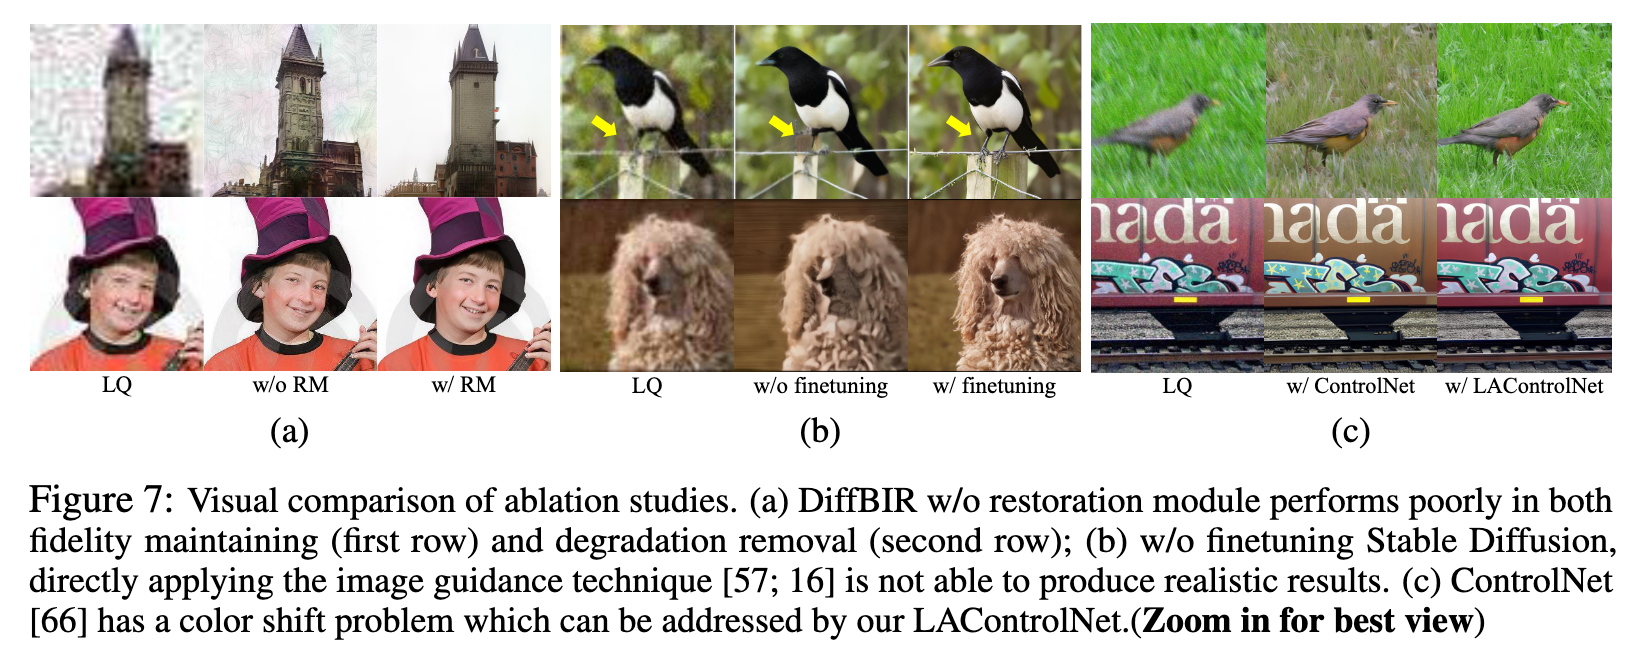 nada
nada
nada
LQ
w/o RM
w/ RM
LQ
w/o finetuning
w/ finetuning
LQ
w/ ControlNet
w/ LAControlNet
(a)
(b)
(c)
Figure 7: Visual comparison of ablation studies. (a) DiffBIR w/o restoration module performs poorly in both
fidelity maintaining (first row) and degradation removal (second row); (b) w/o finetuning Stable Diffusion,
directly applying the image guidance technique [57; 16] is not able to produce realistic results. (c) ControlNet
[66] has a color shift problem which can be addressed by our LAControlNet.(Zoom in for best view)